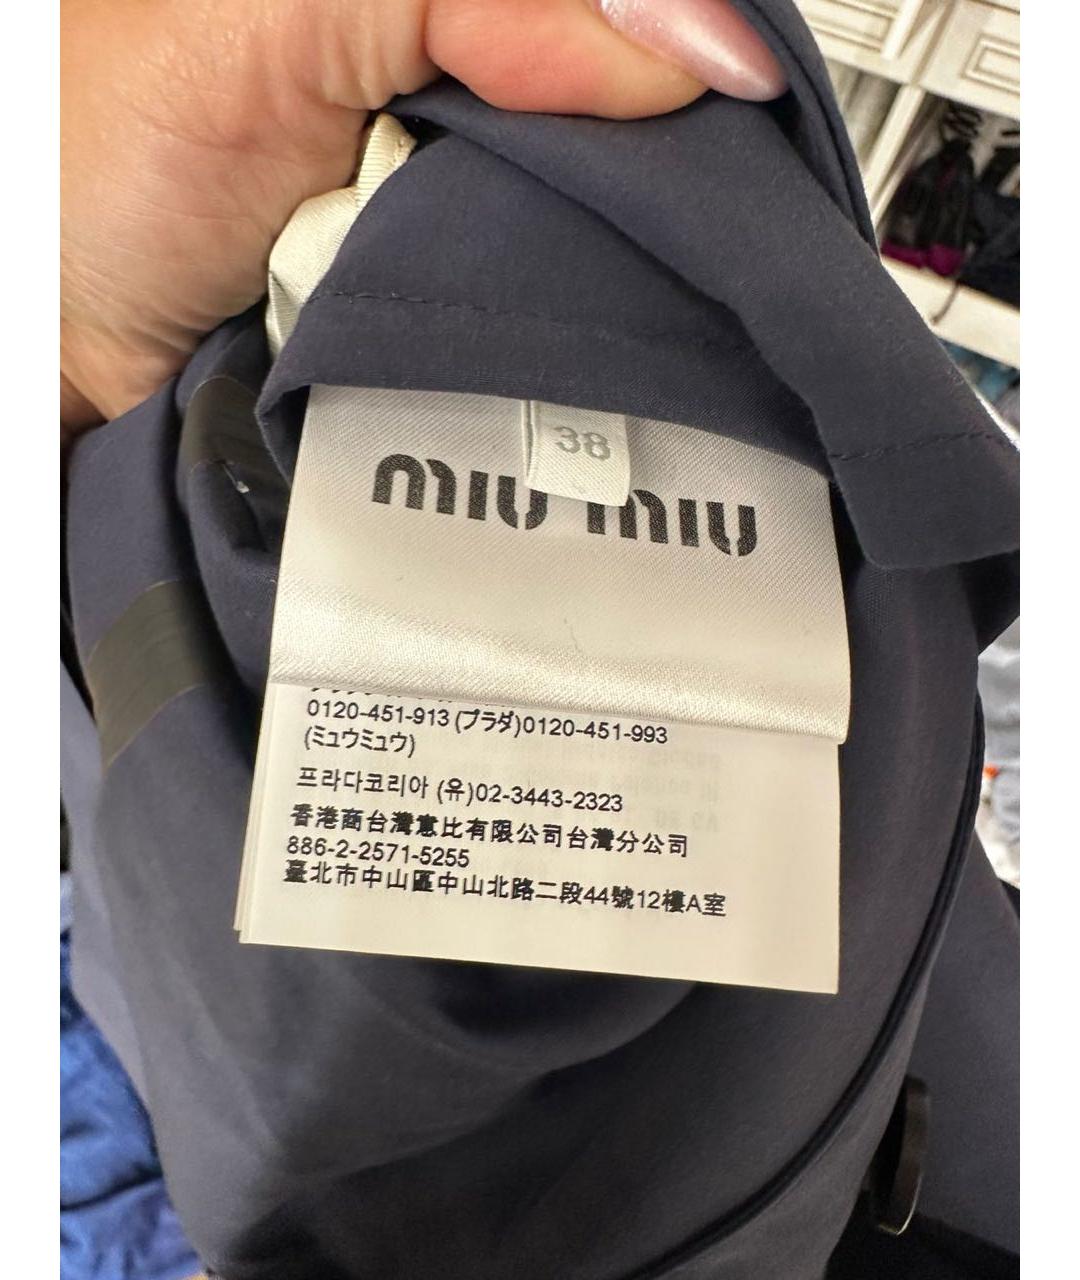 38
miu miu
0120-451-913 (プラダ)0120-451-993
(ミュウミュウ)
프라다코리아 (유)02-3443-2323
香港商台灣意比有限公司台灣分公司
886-2-2571-5255
臺北市中山區中山北路二段44號12樓A室